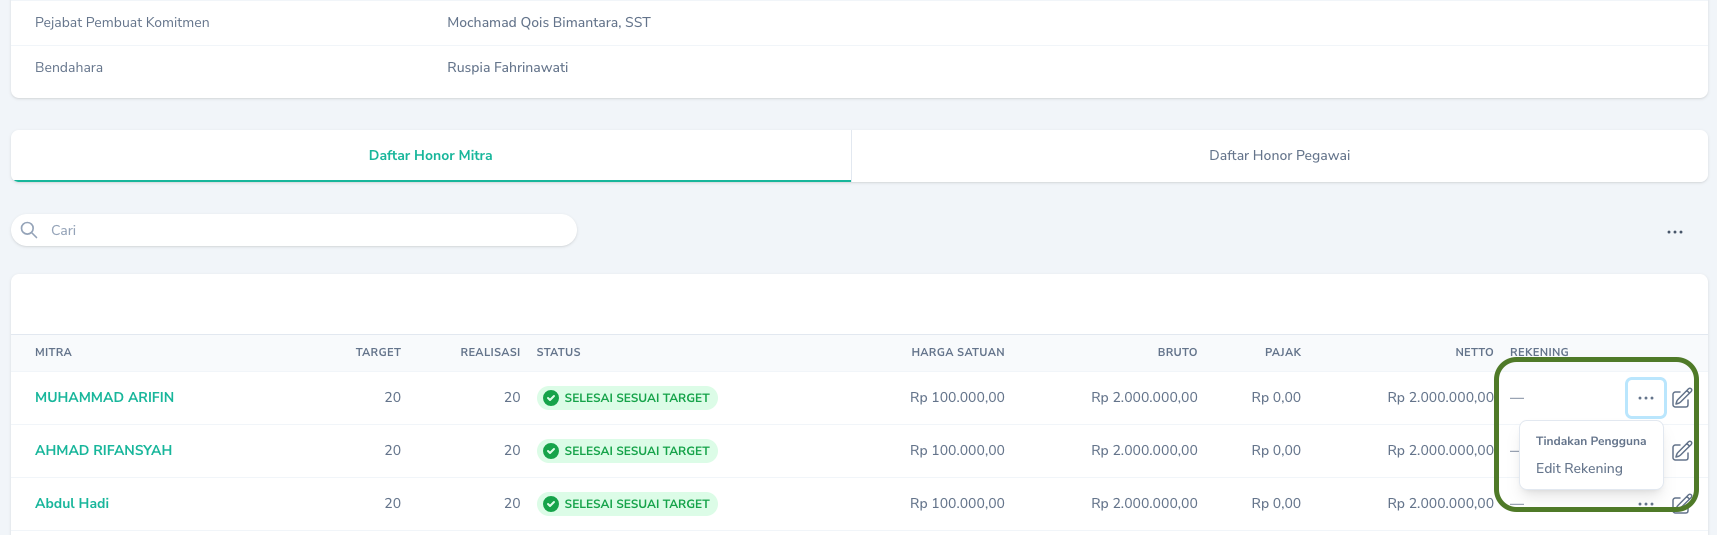 Pejabat Pembuat Komitmen Mochamad Qois Bimantara, SST
Bendahara Ruspia Fahrinawati
Daftar Honor Mitra Daftar Honor Pegawai
Cari
MITRA TARGET REALISASI STATUS HARGA SATUAN BRUTO PAJAK NETTO REKENING
MUHAMMAD ARIFIN 20 20 SELESAI SESUAI TARGET Rp 100.000,00 Rp 2.000.000,00 Rp 0,00 Rp 2.000.000,00 —
Tindakan Pengguna
Edit Rekening
AHMAD RIFANSYAH 20 20 SELESAI SESUAI TARGET Rp 100.000,00 Rp 2.000.000,00 Rp 0,00 Rp 2.000.000,00 —
Abdul Hadi 20 20 SELESAI SESUAI TARGET Rp 100.000,00 Rp 2.000.000,00 Rp 0,00 Rp 2.000.000,00 —